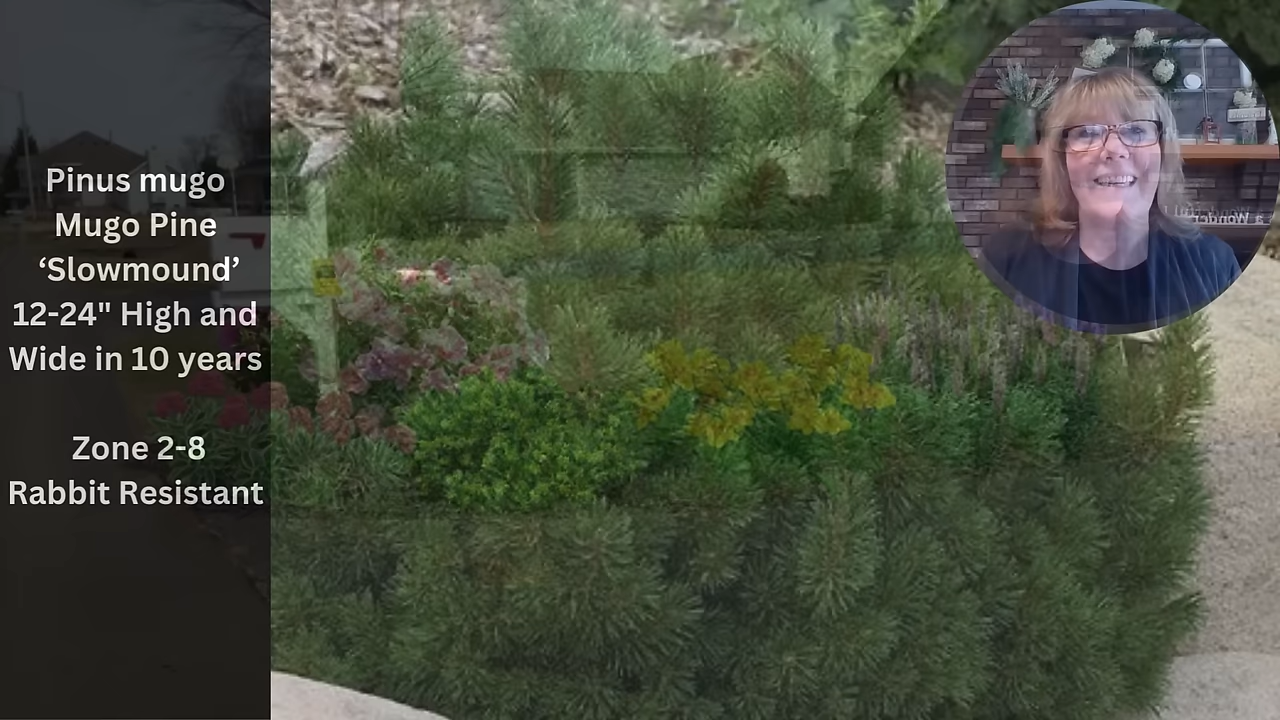 Pinus mugo
Mugo Pine
‘Slowmound’
12-24" High and
Wide in 10 years
Zone 2-8
Rabbit Resistant